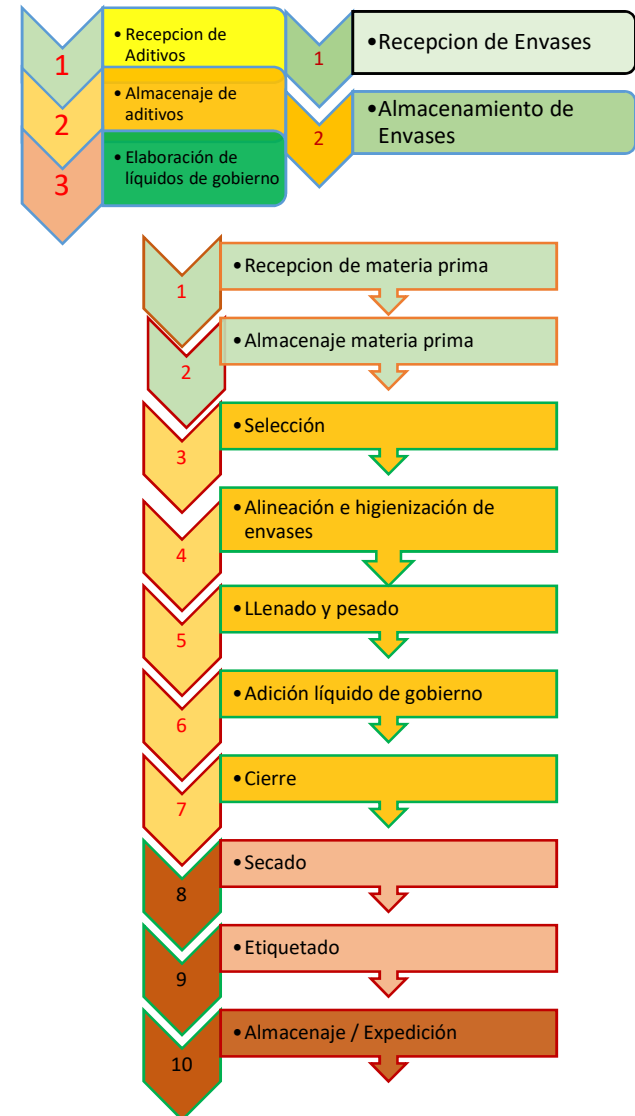 1
• Recepcion de
Aditivos
2
• Almacenaje de
aditivos
3
• Elaboración de
líquidos de gobierno
1
• Recepcion de Envases
2
• Almacenamiento de
Envases
1
• Recepcion de materia prima
2
• Almacenaje materia prima
3
• Selección
4
• Alineación e higienización de
envases
5
• LLenado y pesado
6
• Adición líquido de gobierno
7
• Cierre
8
• Secado
9
• Etiquetado
10
• Almacenaje / Expedición